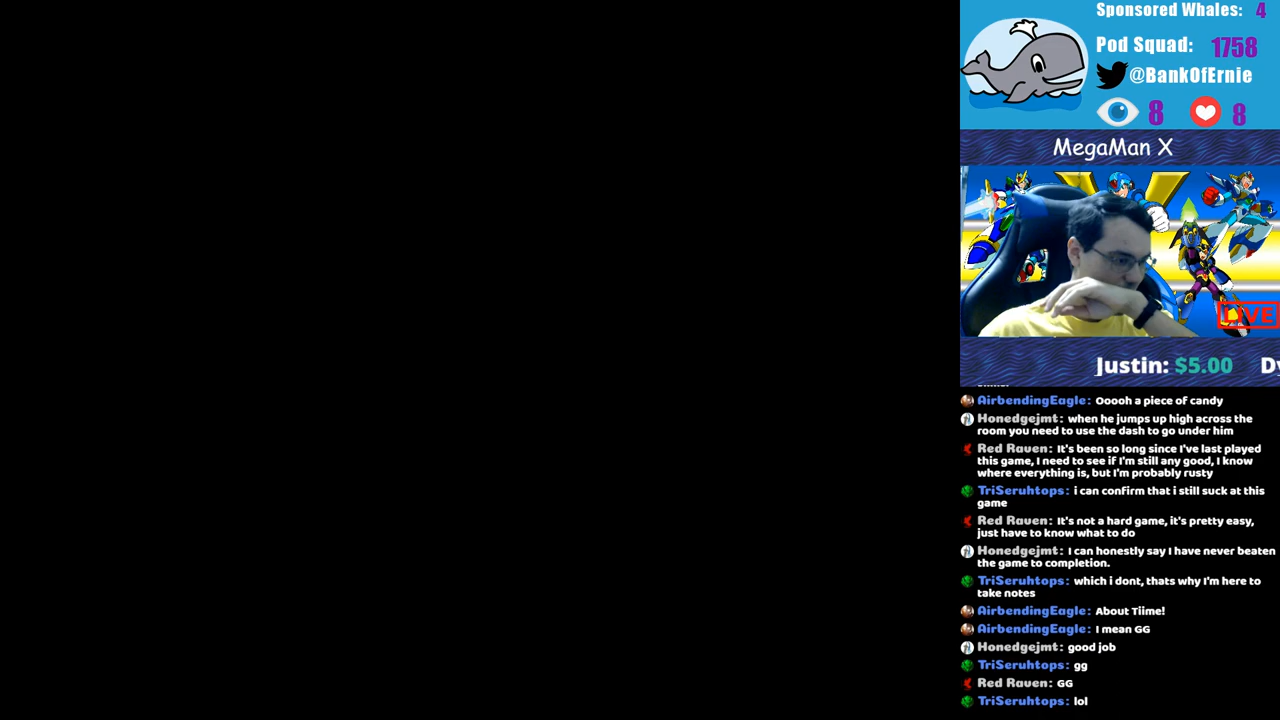 Sponsored Whales: 4
Pod Squad: 1758
@BankOfErnie
8 8
MegaMan X
LIVE
Justin: $5.00 Dy
AirbendingEagle: Ooooh a piece of candy
Honedgejmt: when he jumps up high across the
room you need to use the dash to go under him
Red Raven: It's been so long since I've last played
this game, I need to see if I'm still any good, I know
where everything is, but I'm probably rusty
TriSeruhtops: i can confirm that i still suck at this
game
Red Raven: It's not a hard game, it's pretty easy,
just have to know what to do
Honedgejmt: I can honestly say I have never beaten
the game to completion.
TriSeruhtops: which i dont, thats why I'm here to
take notes
AirbendingEagle: About Tiime!
AirbendingEagle: I mean GG
Honedgejmt: good job
TriSeruhtops: gg
Red Raven: GG
TriSeruhtops: lol